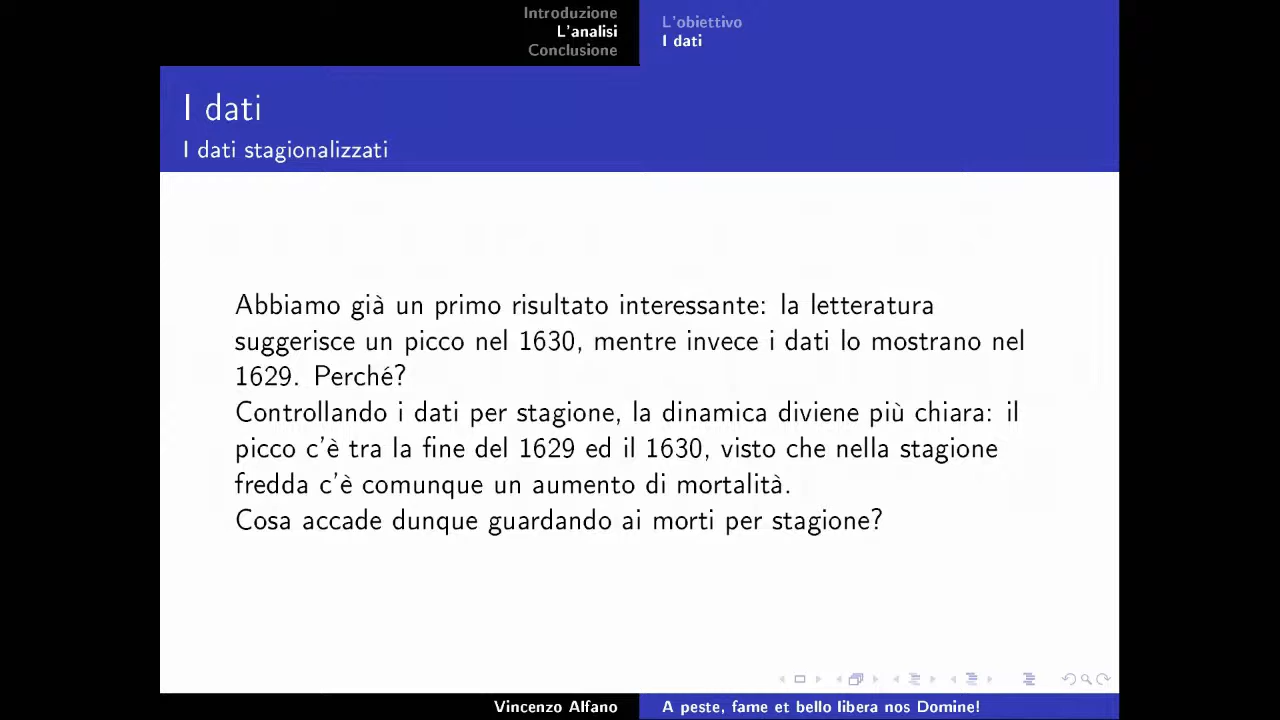 Introduzione
L'analisi
Conclusione
L'obiettivo
I dati
I dati
I dati stagionalizzati
Abbiamo già un primo risultato interessante: la letteratura
suggerisce un picco nel 1630, mentre invece i dati lo mostrano nel
1629. Perché?
Controllando i dati per stagione, la dinamica diviene più chiara: il
picco c'è tra la fine del 1629 ed il 1630, visto che nella stagione
fredda c'è comunque un aumento di mortalità.
Cosa accade dunque guardando ai morti per stagione?
Vincenzo Alfano
A peste, fame et bello libera nos Domine!